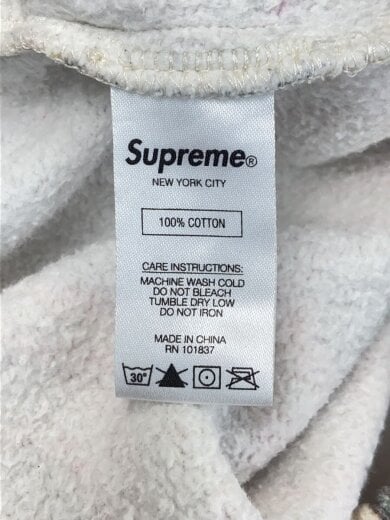 Supreme®
NEW YORK CITY
100% COTTON
CARE INSTRUCTIONS:
MACHINE WASH COLD
DO NOT BLEACH
TUMBLE DRY LOW
DO NOT IRON
MADE IN CHINA
RN 101837
30°